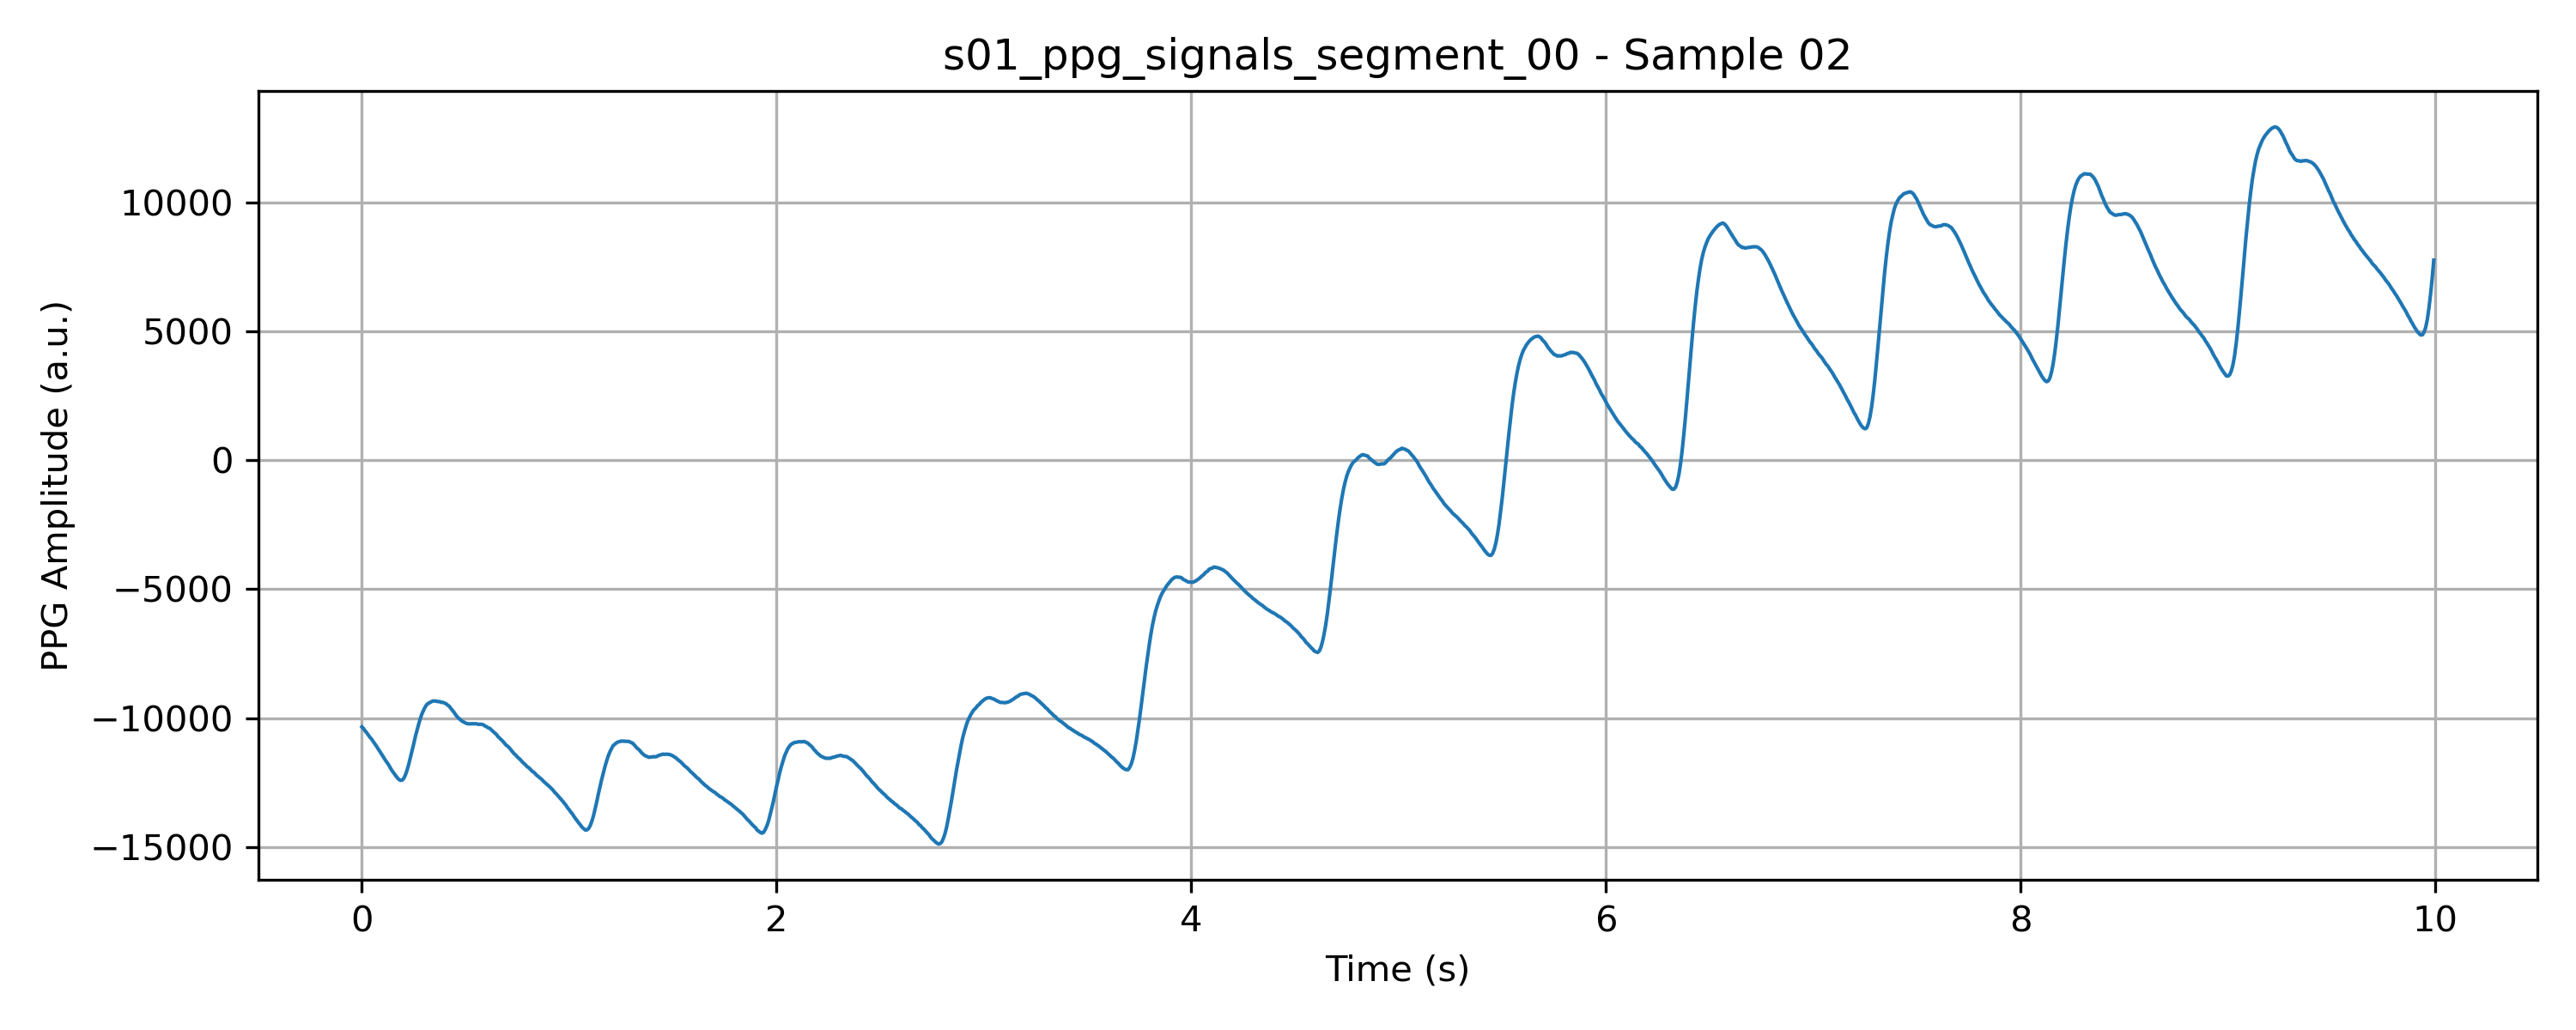 s01_ppg_signals_segment_00 - Sample 02
PPG Amplitude (a.u.)
10000
5000
0
−5000
−10000
−15000
0 2 4 6 8 10
Time (s)